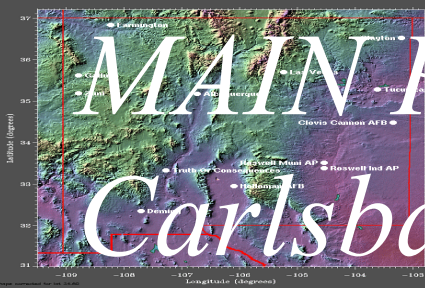 37
Farmington
Clayton
MAIN
36
Gallup
Las Vegas
Zuni
Albuquerque
Tucumcari
35
Clovis Cannon AFB
34
Roswell Muni AP
Roswell Ind AP
Truth Or Consequences
33
Holloman AFB
Deming
Carlsba
32
31
-109 -108 -107 -106 -105 -104 -103
Longitude (degrees)
Latitude (degrees)